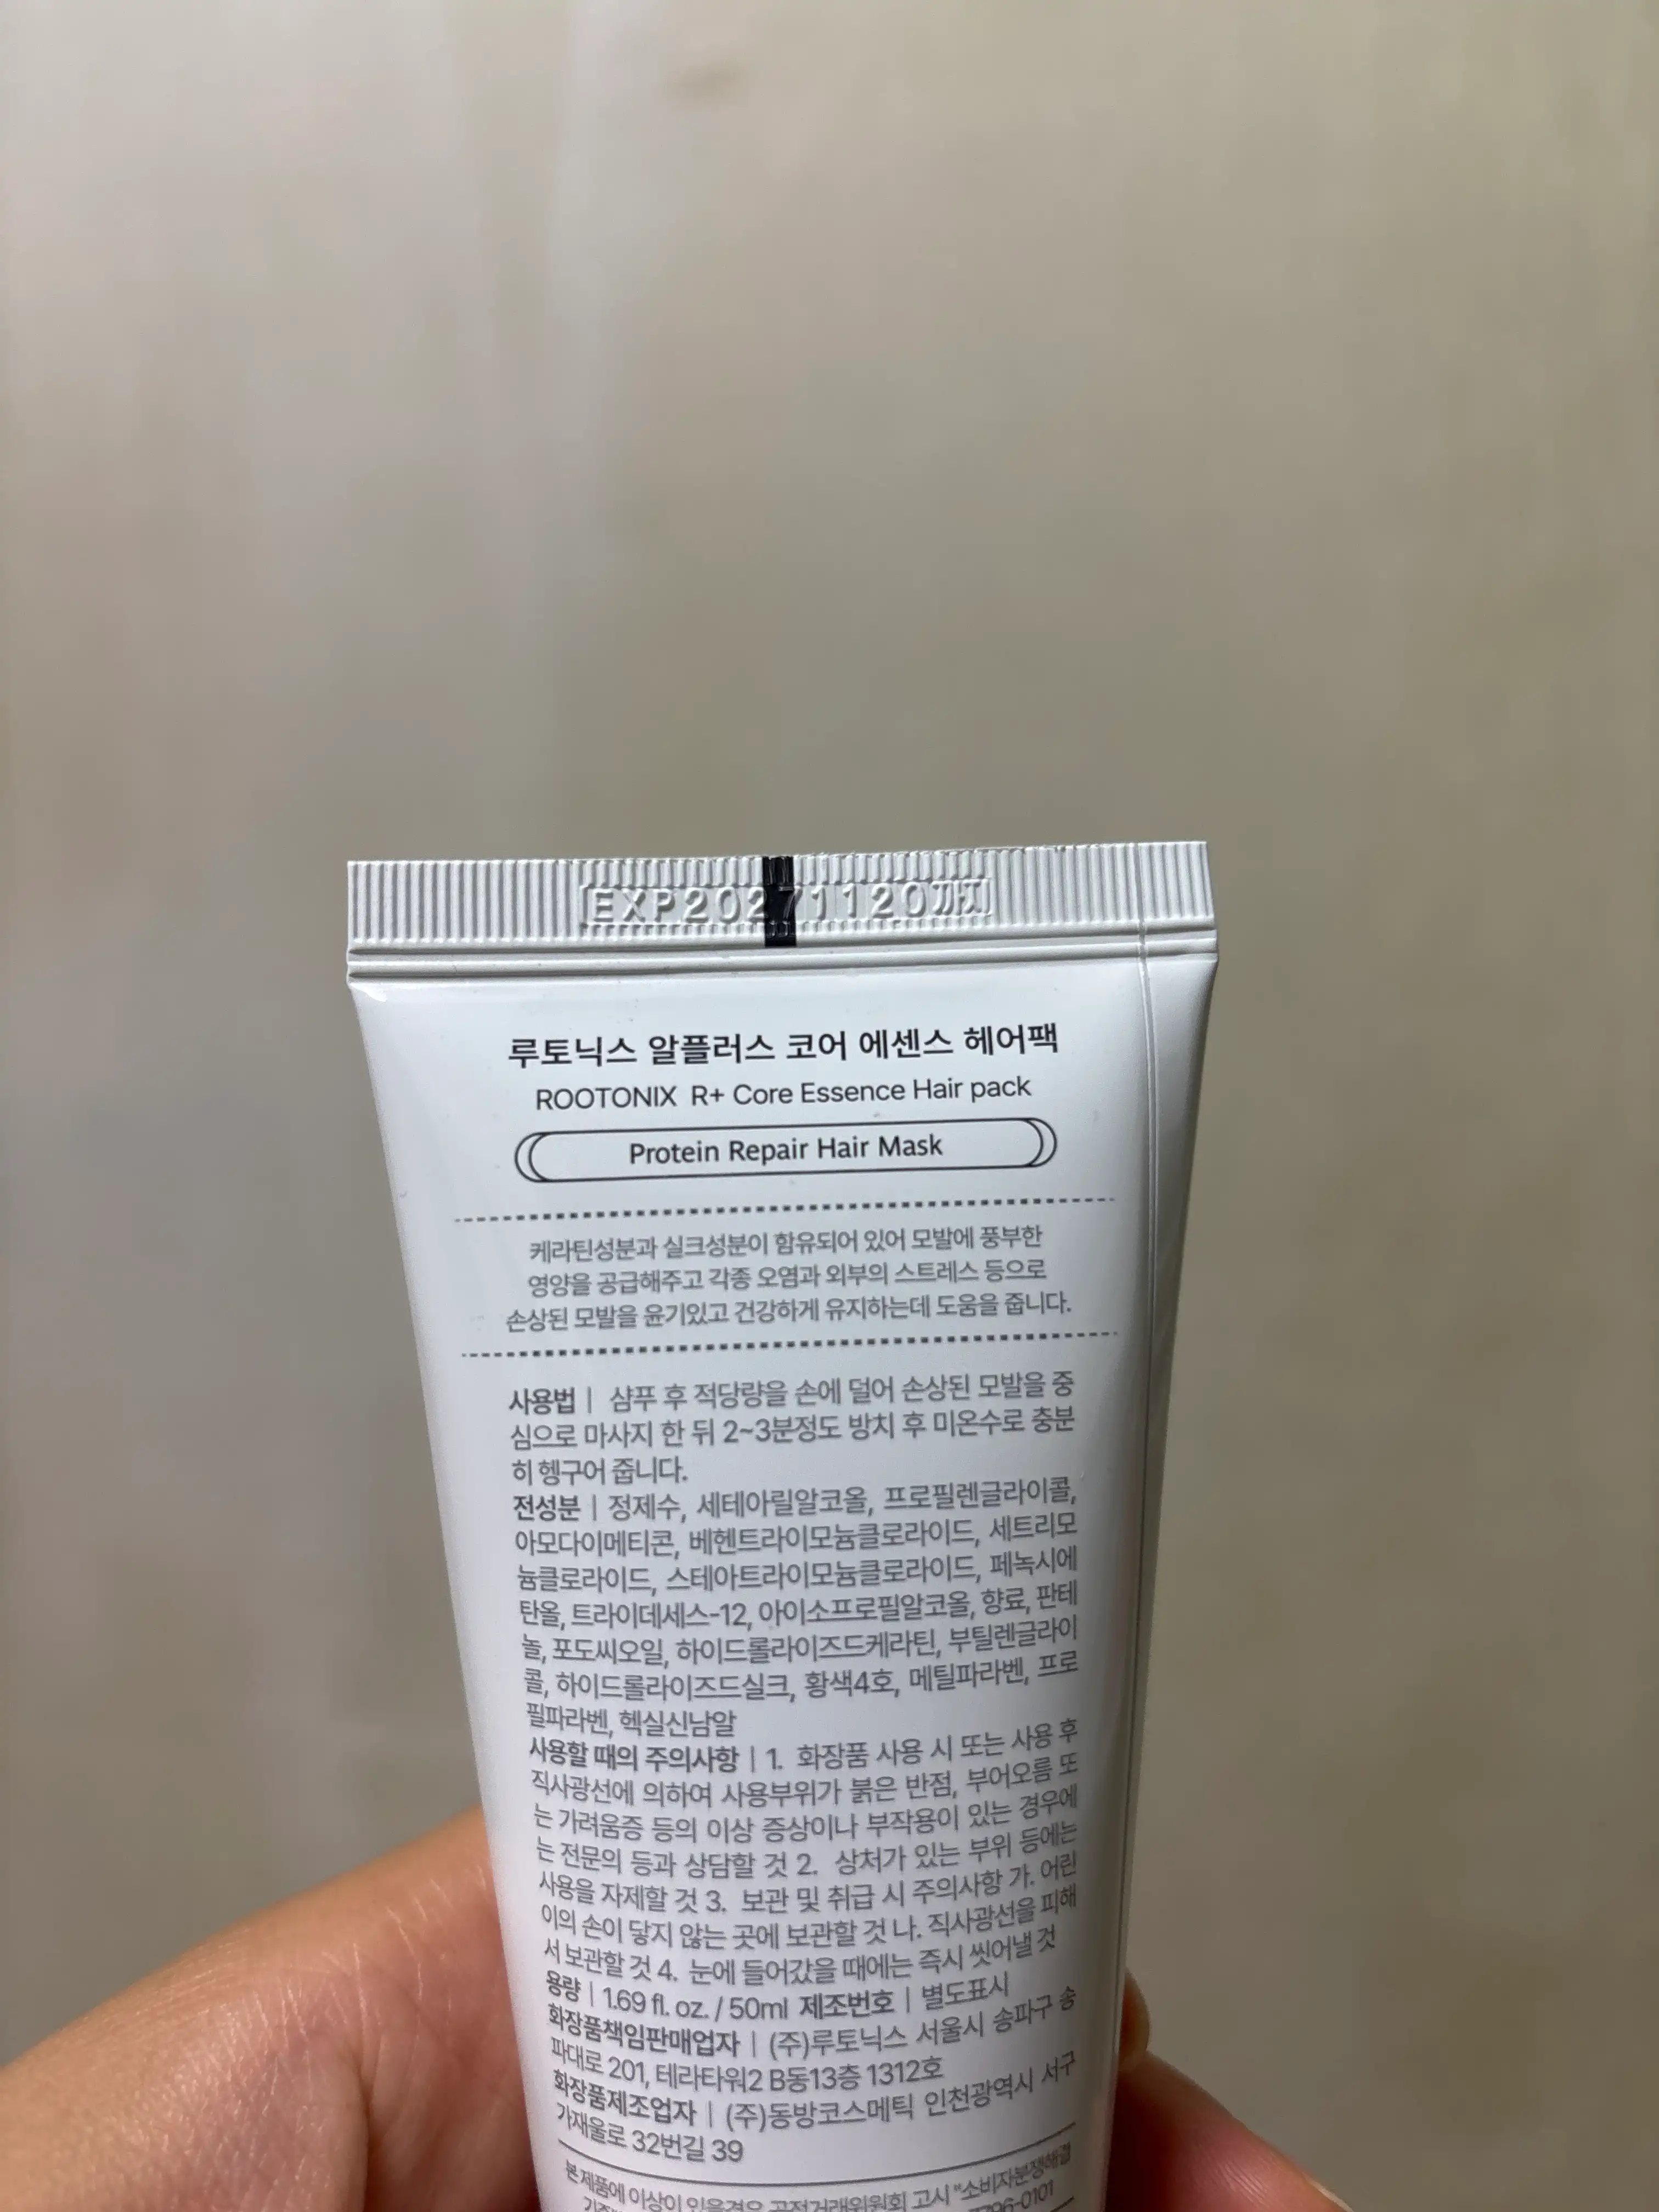 EXP20271120까지
루토닉스 알플러스 코어 에센스 헤어팩
ROOTONIX R+ Core Essence Hair pack
Protein Repair Hair Mask
케라틴성분과 실크성분이 함유되어 있어 모발에 풍부한
영양을 공급해주고 각종 오염과 외부의 스트레스 등으로
손상된 모발을 윤기있고 건강하게 유지하는데 도움을 줍니다.
사용법 | 샴푸 후 적당량을 손에 덜어 손상된 모발을 중
심으로 마사지 한 뒤 2~3분정도 방치 후 미온수로 충분
히 헹구어 줍니다.
전성분 | 정제수, 세테아릴알코올, 프로필렌글라이콜,
아모다이메티콘, 베헨트라이모늄클로라이드, 세트리모
늄클로라이드, 스테아트라이모늄클로라이드, 페녹시에
탄올, 트라이데세스-12, 아이소프로필알코올, 향료, 판테
놀, 포도씨오일, 하이드롤라이즈드케라틴, 부틸렌글라이
콜, 하이드롤라이즈드실크, 황색4호, 메틸파라벤, 프로
필파라벤, 헥실신남알
사용할 때의 주의사항 | 1. 화장품 사용 시 또는 사용 후
직사광선에 의하여 사용부위가 붉은 반점, 부어오름 또
는 가려움증 등의 이상 증상이나 부작용이 있는 경우에
는 전문의 등과 상담할 것 2. 상처가 있는 부위 등에는
사용을 자제할 것 3. 보관 및 취급 시 주의사항 가. 어린
이의 손이 닿지 않는 곳에 보관할 것 나. 직사광선을 피해
서 보관할 것 4. 눈에 들어갔을 때에는 즉시 씻어낼 것
용량 | 1.69 fl. oz. / 50ml 제조번호 | 별도표시
화장품책임판매업자 | (주)루토닉스 서울시 송파구 송
파대로 201, 테라타워2 B동13층 1312호
화장품제조업자 | (주)동방코스메틱 인천광역시 서구
가재울로 32번길 39
본 제품에 이상이 있을경우 공정거래위원회 고시 "소비자분쟁해결